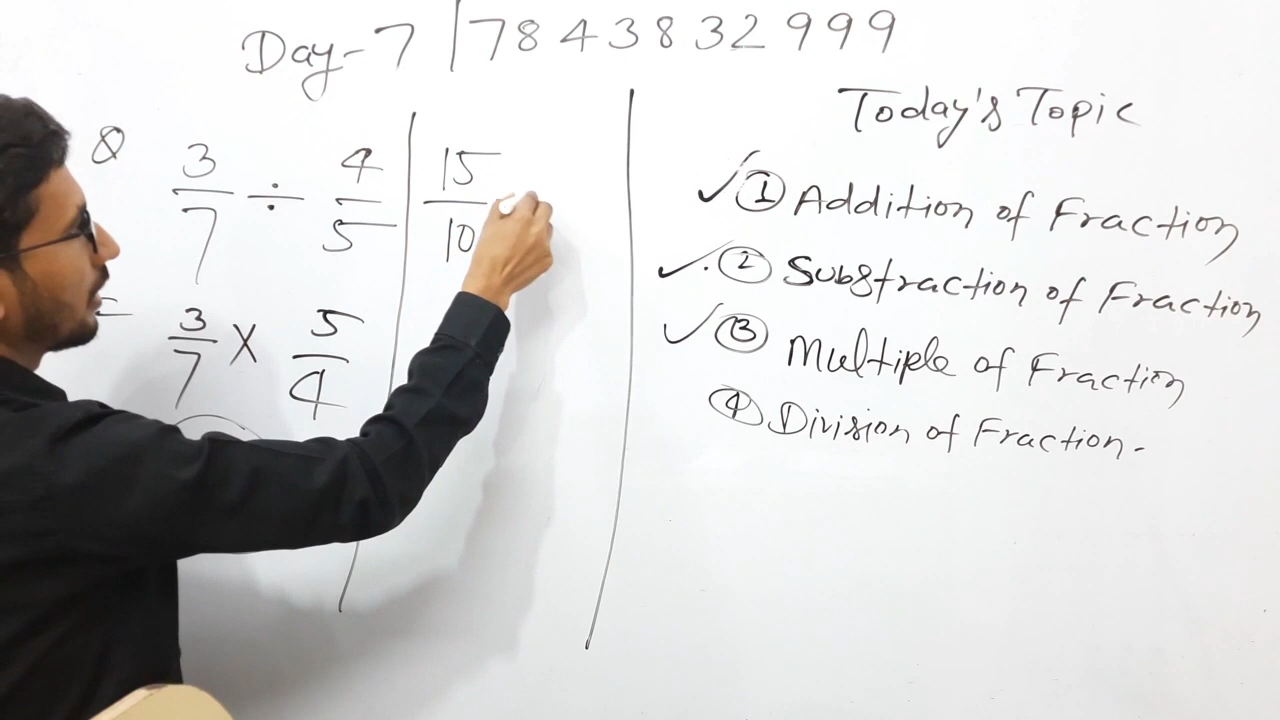 Day-7 | 7843832999
Q 3/7 ÷ 4/5
= 3/7 × 5/4
15/10
Today's Topic
✓ ① Addition of Fraction
✓. ② Substraction of Fraction
✓ ③ Multiple of Fraction
④ Division of Fraction.